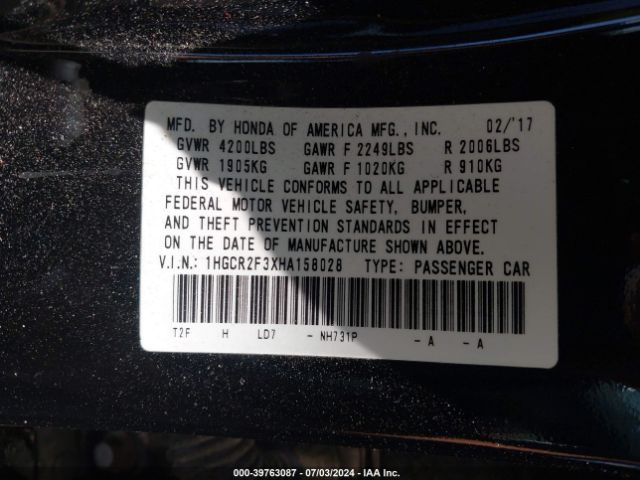 MFD. BY HONDA OF AMERICA MFG., INC. 02/'17
GVWR 4200LBS GAWR F 2249LBS R 2006LBS
GVWR 1905KG GAWR F 1020KG R 910KG
THIS VEHICLE CONFORMS TO ALL APPLICABLE
FEDERAL MOTOR VEHICLE SAFETY, BUMPER,
AND THEFT PREVENTION STANDARDS IN EFFECT
ON THE DATE OF MANUFACTURE SHOWN ABOVE.
V.I.N.: 1HGCR2F3XHA158028 TYPE: PASSENGER CAR
T2F H LD7 - NH731P - A - A
000-39763087 - 07/03/2024 - IAA Inc.